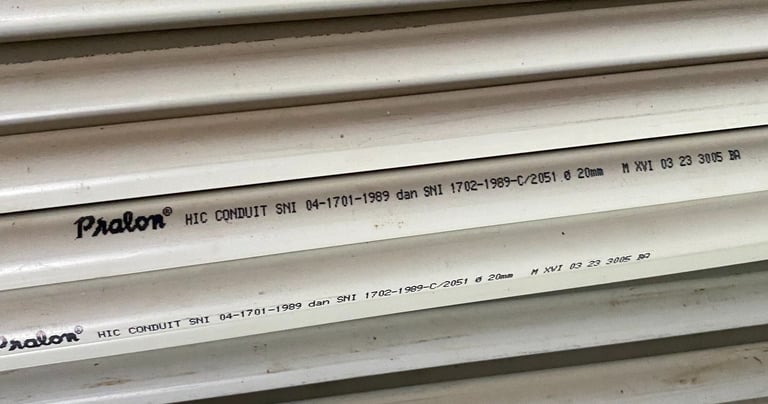 Pralon® HIC CONDUIT SNI 04-1701-1989 dan SNI 1702-1989-C/2051 Ø 20mm M XVI 03 23 3005 BA
Pralon® HIC CONDUIT SNI 04-1701-1989 dan SNI 1702-1989-C/2051 Ø 20mm M XVI 03 23 3005 BA